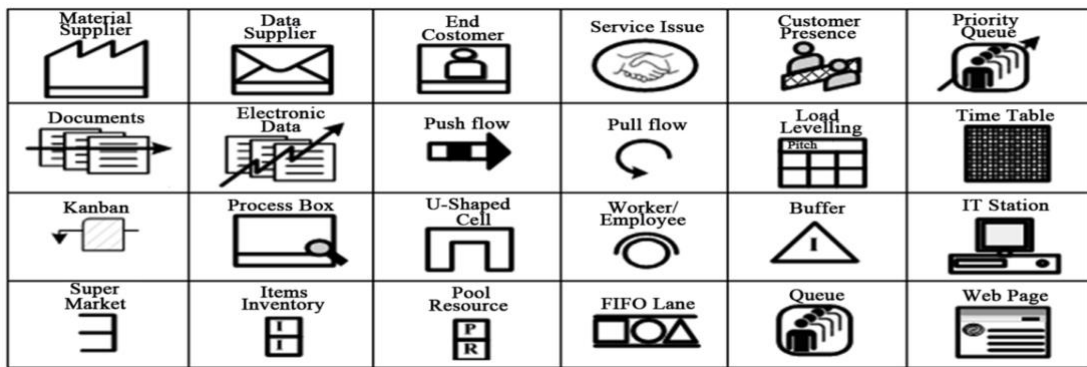 Material
Supplier
Data
Supplier
End
Costomer
Service Issue
Customer
Presence
Priority
Queue
Documents
Electronic
Data
Push flow
Pull flow
Load
Levelling
Pitch
Time Table
Kanban
Process Box
U-Shaped
Cell
Worker/
Employee
Buffer
I
IT Station
Super
Market
Items
Inventory
I
I
Pool
Resource
P
R
FIFO Lane
Queue
Web Page